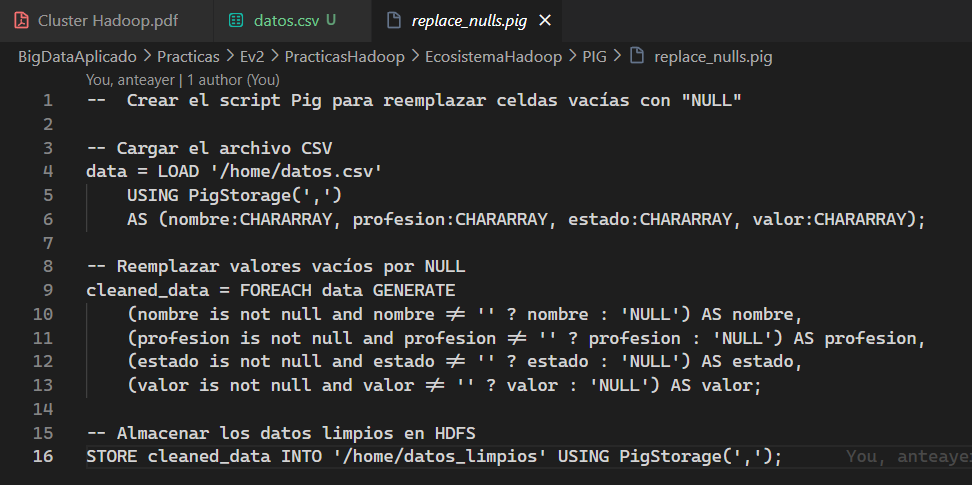 Cluster Hadoop.pdf datos.csv U replace_nulls.pig ×
BigDataAplicado > Practicas > Ev2 > PracticasHadoop > EcosistemaHadoop > PIG > replace_nulls.pig
You, anteayer | 1 author (You)
1 --  Crear el script Pig para reemplazar celdas vacías con "NULL"
2
3 -- Cargar el archivo CSV
4 data = LOAD '/home/datos.csv'
5     USING PigStorage(',')
6     AS (nombre:CHARARRAY, profesion:CHARARRAY, estado:CHARARRAY, valor:CHARARRAY);
7
8 -- Reemplazar valores vacíos por NULL
9 cleaned_data = FOREACH data GENERATE
10     (nombre is not null and nombre != '' ? nombre : 'NULL') AS nombre,
11     (profesion is not null and profesion != '' ? profesion : 'NULL') AS profesion,
12     (estado is not null and estado != '' ? estado : 'NULL') AS estado,
13     (valor is not null and valor != '' ? valor : 'NULL') AS valor;
14
15 -- Almacenar los datos limpios en HDFS
16 STORE cleaned_data INTO '/home/datos_limpios' USING PigStorage(','); You, anteaye